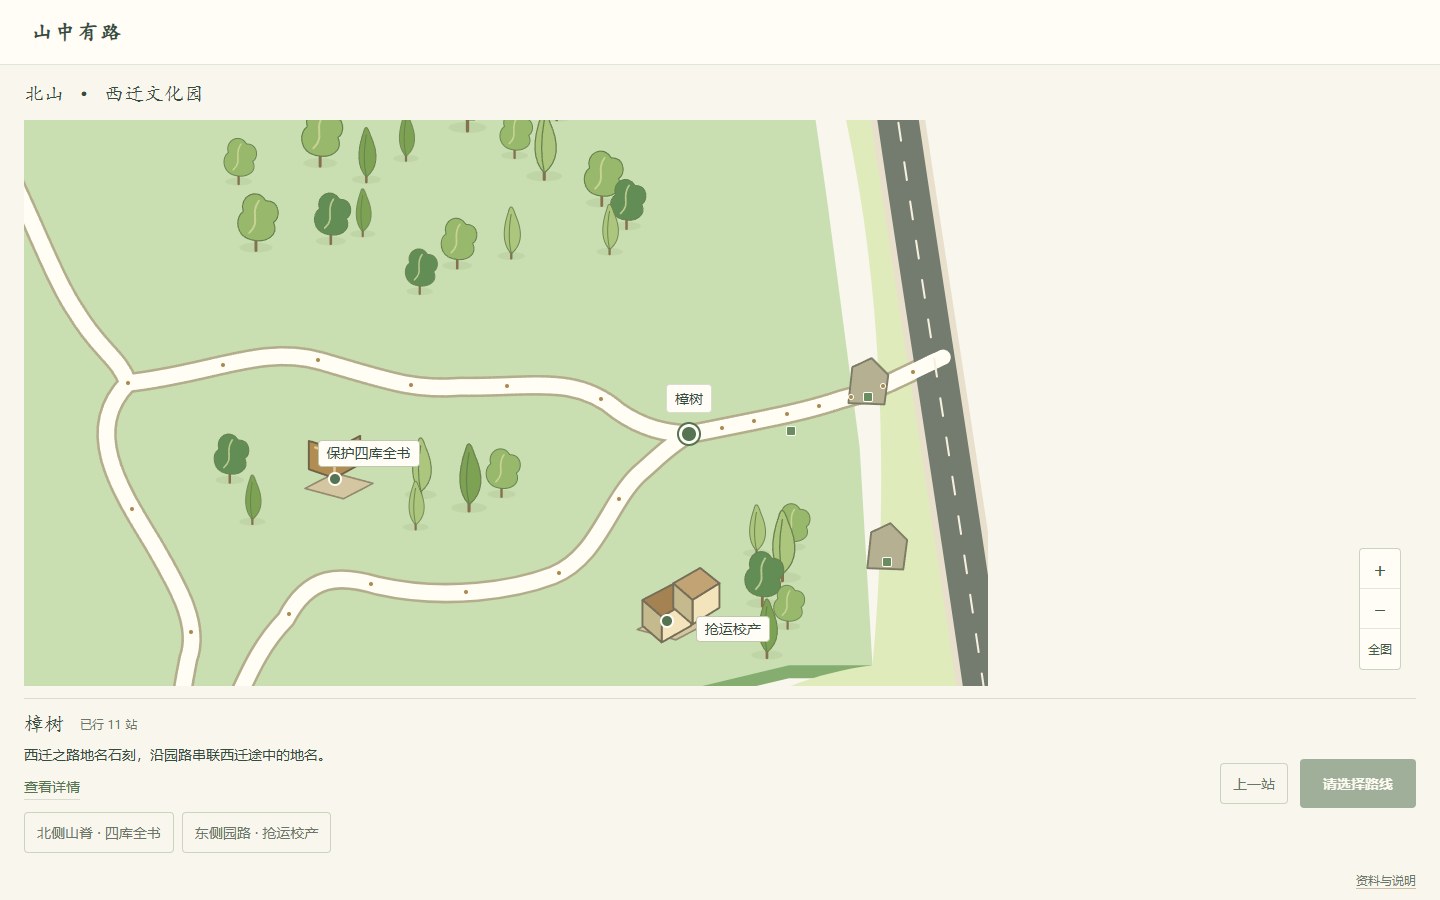 山中有路
北山 • 西迁文化园
樟树
保护四库全书
抢运校产
+
−
全图
樟树 已行 11 站
西迁之路地名石刻，沿园路串联西迁途中的地名。
查看详情
上一站
请选择路线
北侧山脊 · 四库全书
东侧园路 · 抢运校产
资料与说明